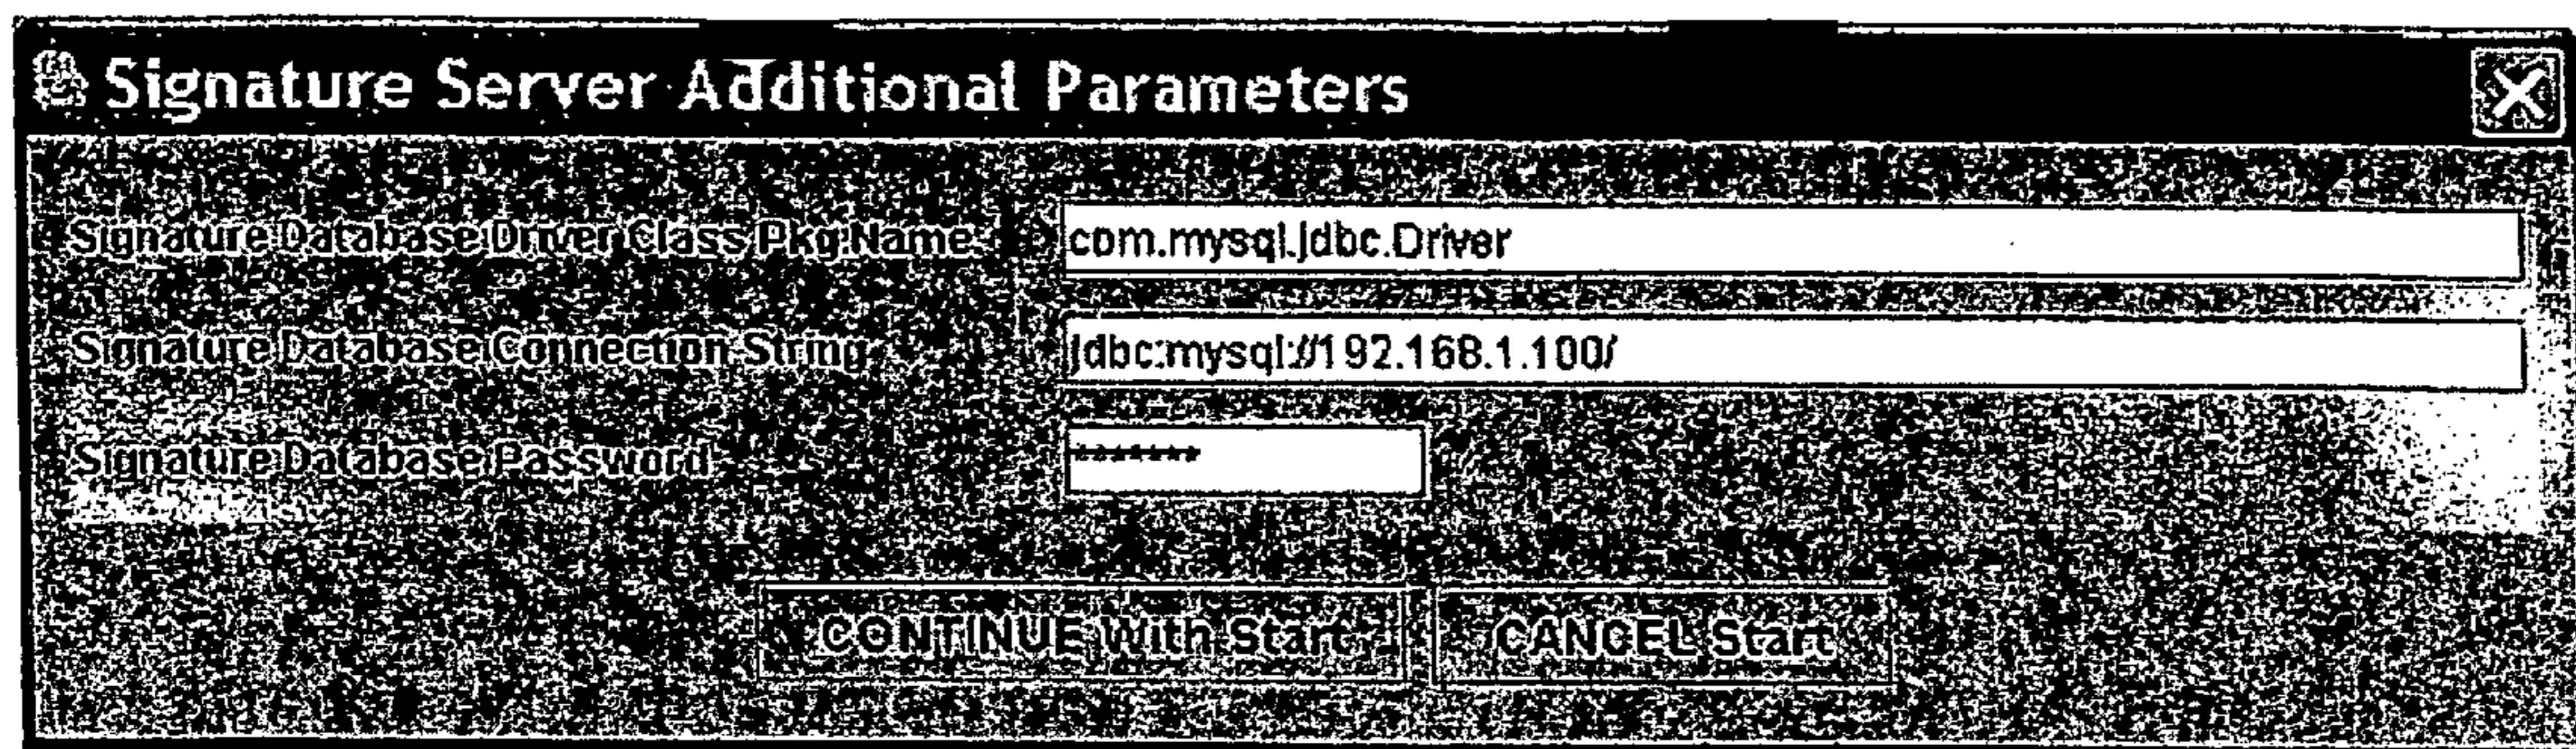 Signature Server Additional Parameters
Signature Database Driver Class Pkg Name com.mysql.jdbc.Driver
Signature Database Connection String jdbc:mysql://192.168.1.100/
Signature Database Password *******
CONTINUE With Start CANCEL Start